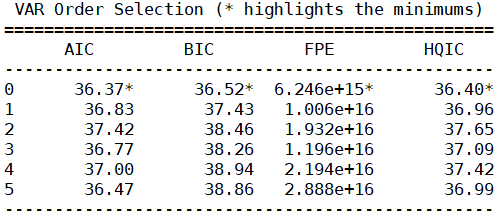 VAR Order Selection (* highlights the minimums)
==================================================
      AIC         BIC         FPE         HQIC
--------------------------------------------------
0       36.37*      36.52*  6.246e+15*      36.40*
1        36.83       37.43   1.006e+16       36.96
2        37.42       38.46   1.932e+16       37.65
3        36.77       38.26   1.196e+16       37.09
4        37.00       38.94   2.194e+16       37.42
5        36.47       38.86   2.888e+16       36.99
--------------------------------------------------